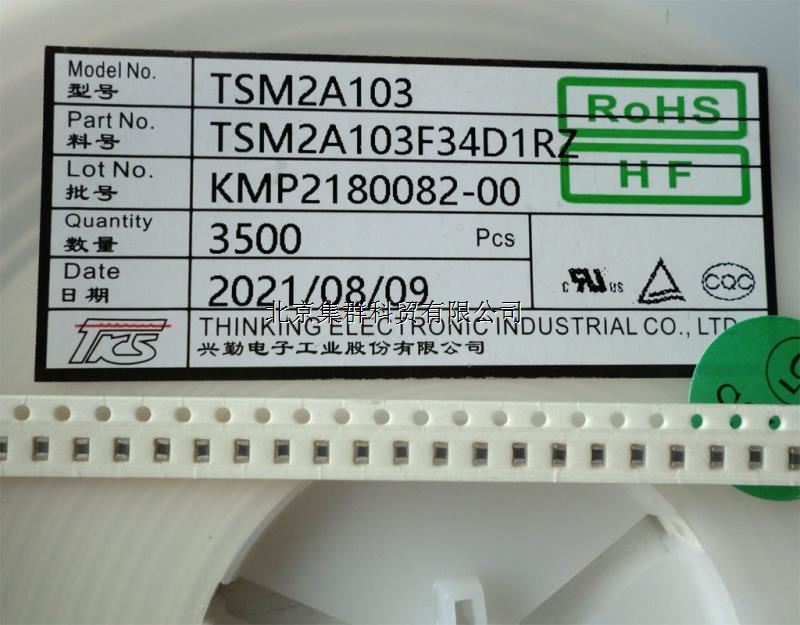 Model No.
型号
TSM2A103
RoHS
Part No.
料号
TSM2A103F34D1RZ
HF
Lot No.
批号
KMP2180082-00
Quantity
数量
3500
Pcs
Date
日期
2021/08/09
c RU us
CQC
北京集群科贸有限公司
TKS
THINKING ELECTRONIC INDUSTRIAL CO., LTD.
兴勤电子工业股份有限公司